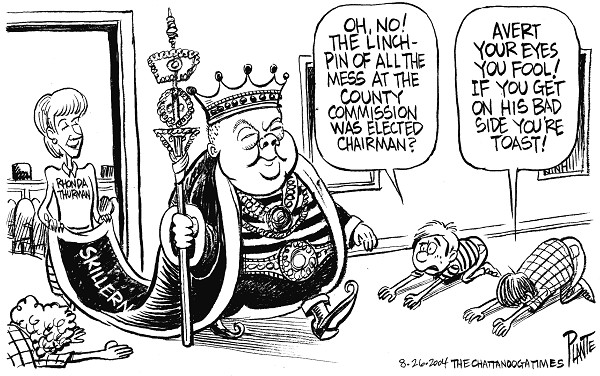 OH, NO!
THE LINCH-
PIN OF ALL THE
MESS AT THE
COUNTY
COMMISSION
WAS ELECTED
CHAIRMAN?
AVERT
YOUR EYES
YOU FOOL!
IF YOU GET
ON HIS BAD
SIDE YOU'RE
TOAST!
RHONDA
THURMAN
SKILLERN
PLANTE
8-26-2004 THE CHATTANOOGA TIMES